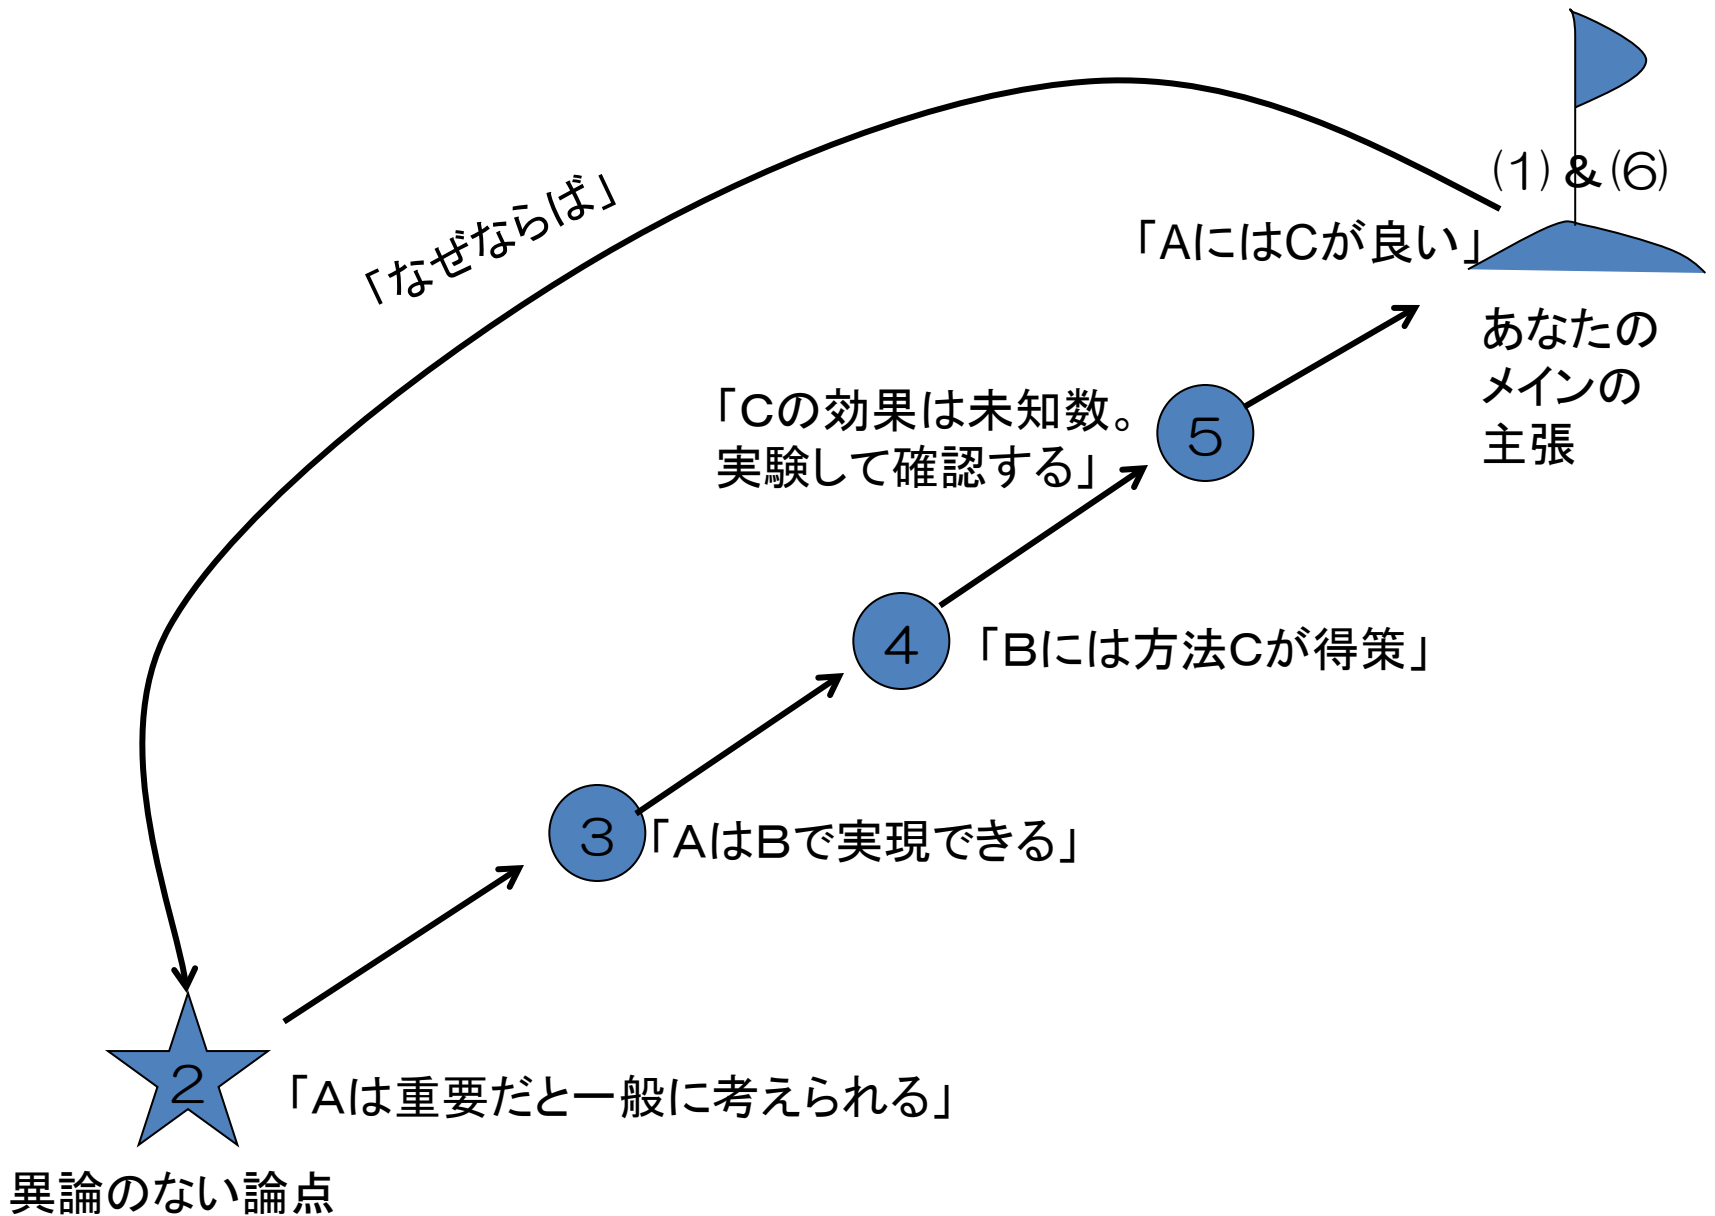 (1) & (6)
「AにはCが良い」
あなたの
メインの
主張
「なぜならば」
「Cの効果は未知数。
実験して確認する」
5
4
「Bには方法Cが得策」
3
「AはBで実現できる」
2
「Aは重要だと一般に考えられる」
異論のない論点